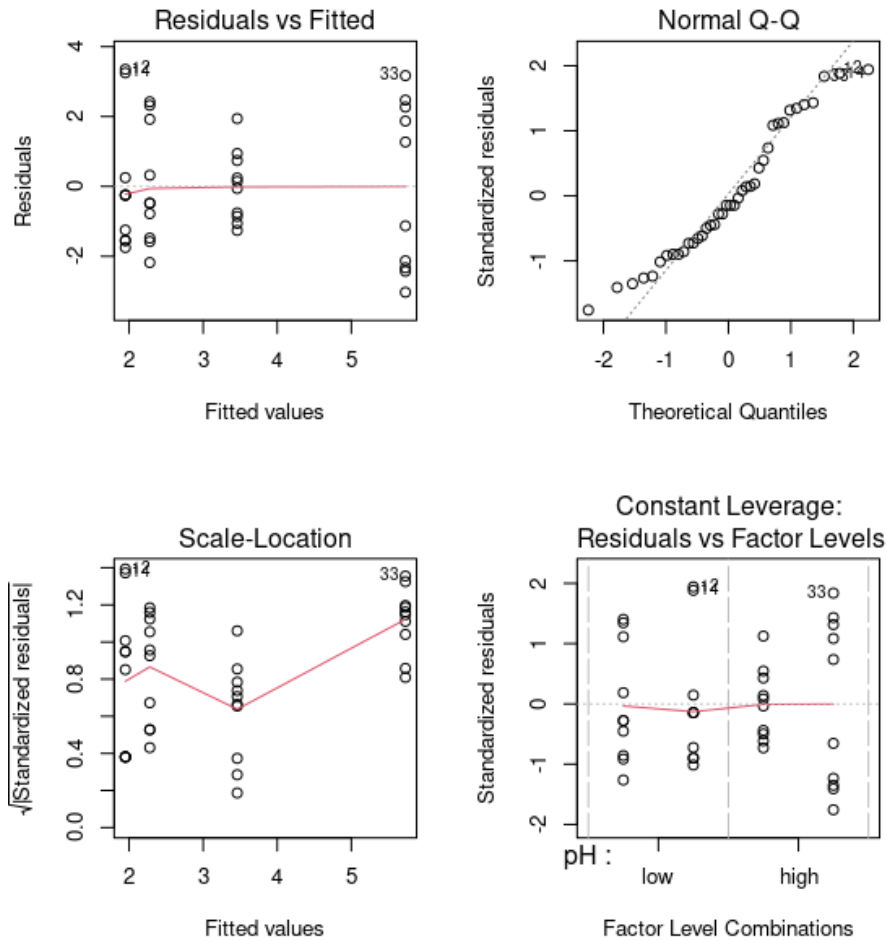 Residuals vs Fitted
Residuals
4
2
0
-2
12
14
33
2
3
4
5
Fitted values
Normal Q-Q
Standardized residuals
2
1
0
-1
12
14
33
-2
-1
0
1
2
Theoretical Quantiles
Scale-Location
√|Standardized residuals|
1.2
0.8
0.4
0.0
12
14
33
2
3
4
5
Fitted values
Constant Leverage:
Residuals vs Factor Levels
Standardized residuals
2
1
0
-1
-2
12
14
33
pH :
low
high
Factor Level Combinations